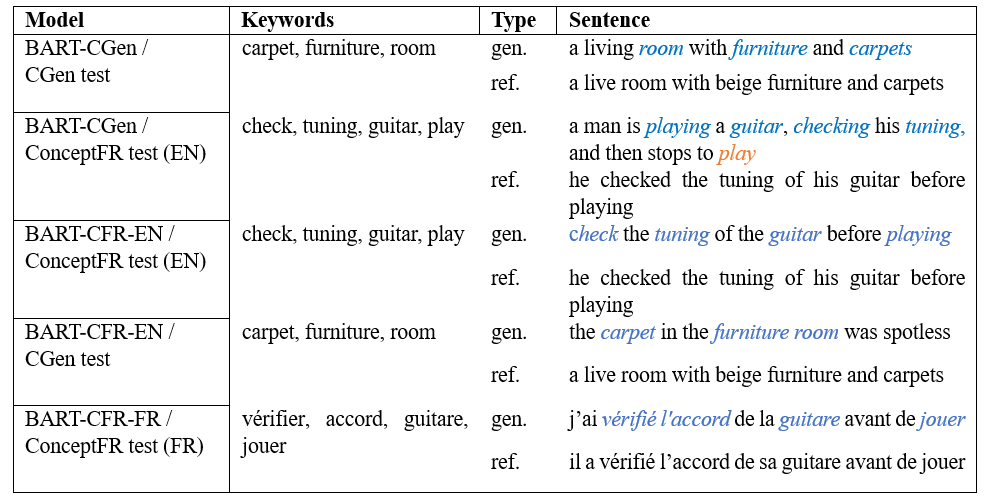 Model Keywords Type Sentence
BART-CGen / carpet, furniture, room gen. a living room with furniture and carpets
CGen test
ref. a live room with beige furniture and carpets
BART-CGen / check, tuning, guitar, play gen. a man is playing a guitar, checking his tuning,
ConceptFR test (EN) and then stops to play
ref. he checked the tuning of his guitar before
playing
BART-CFR-EN / check, tuning, guitar, play gen. check the tuning of the guitar before playing
ConceptFR test (EN)
ref. he checked the tuning of his guitar before
playing
BART-CFR-EN / carpet, furniture, room gen. the carpet in the furniture room was spotless
CGen test
ref. a live room with beige furniture and carpets
BART-CFR-FR / vérifier, accord, guitare, gen. j’ai vérifié l'accord de la guitare avant de jouer
ConceptFR test (FR) jouer
ref. il a vérifié l’accord de sa guitare avant de jouer